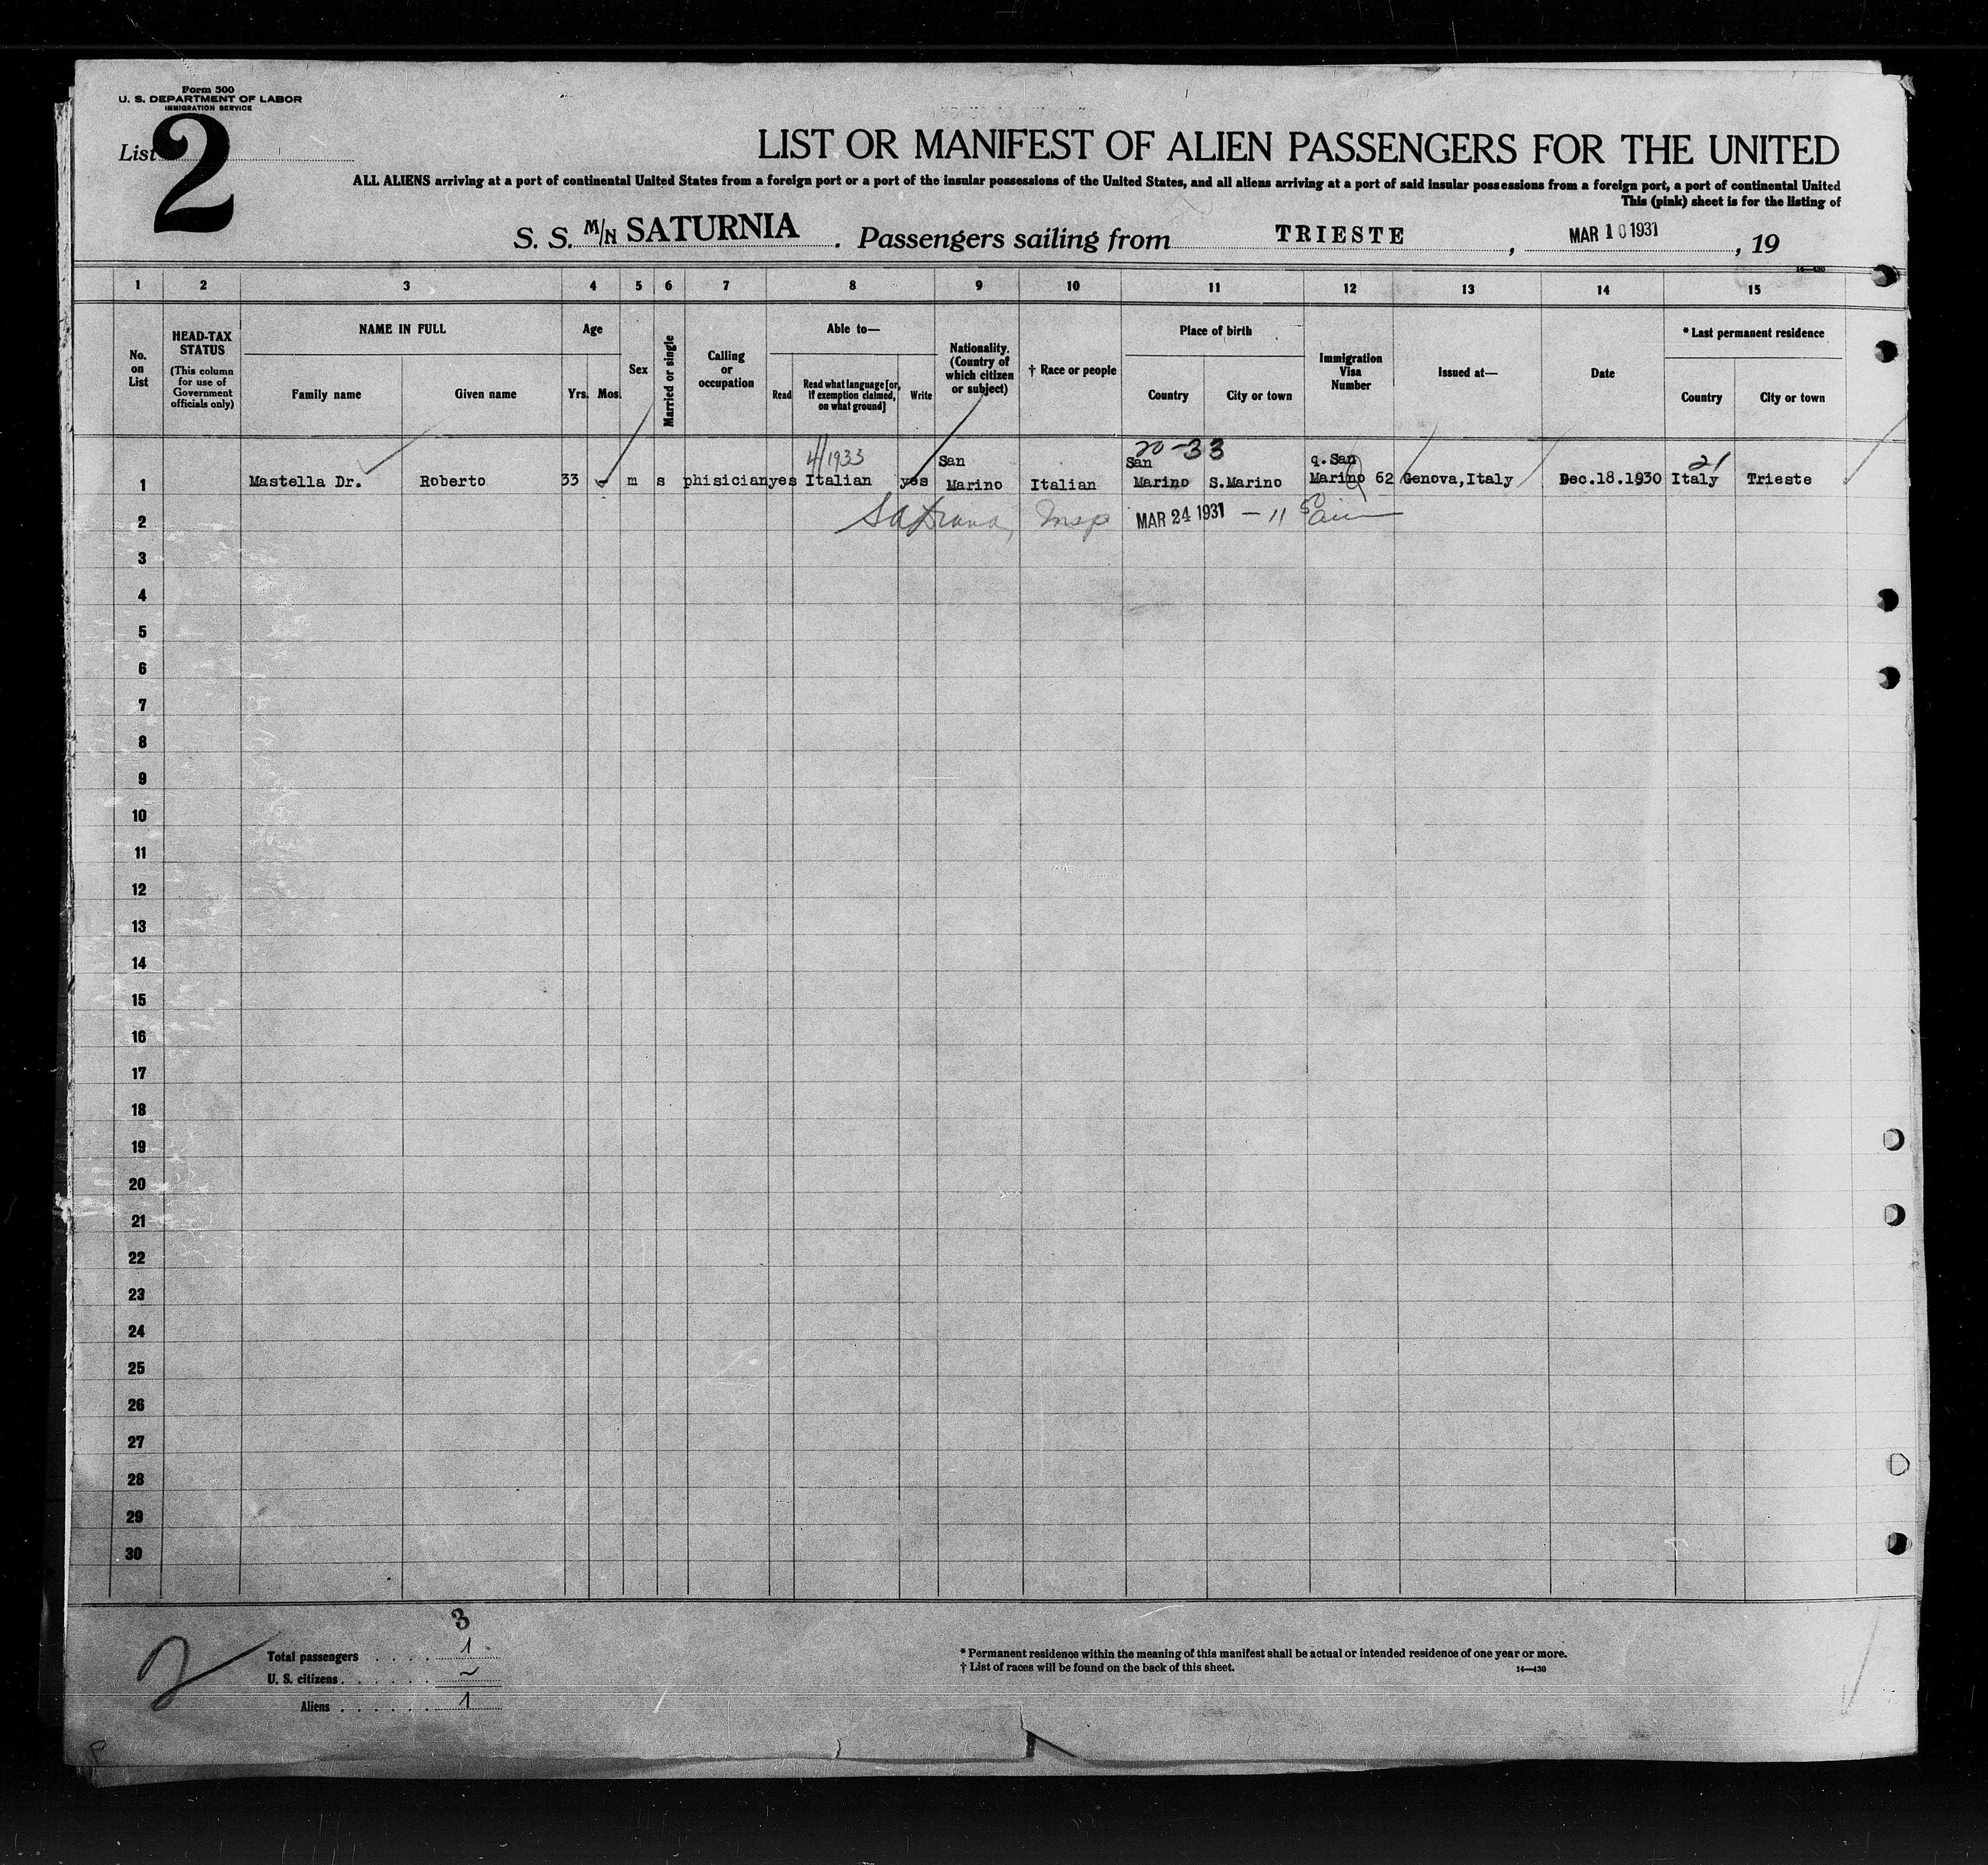 Form 500
U. S. DEPARTMENT OF LABOR
IMMIGRATION SERVICE
List 2
LIST OR MANIFEST OF ALIEN PASSENGERS FOR THE UNITED
ALL ALIENS arriving at a port of continental United States from a foreign port or a port of the insular possessions of the United States, and all aliens arriving at a port of said insular possessions from a foreign port, a port of continental United
This (pink) sheet is for the listing of
S. S. M/N SATURNIA . Passengers sailing from TRIESTE , MAR 10 1931 , 19
14—430
1 2 3 4 5 6 7 8 9 10 11 12 13 14 15
No. on List
HEAD-TAX STATUS
(This column for use of Government officials only)
NAME IN FULL
Family name Given name
Age
Yrs. Mos.
Sex
Married or single
Calling or occupation
Able to—
Read
Read what language [or, if exemption claimed, on what ground]
Write
Nationality. (Country of which citizen or subject)
† Race or people
Place of birth
Country City or town
Immigration Visa Number
Issued at—
Date
* Last permanent residence
Country City or town
4/1933 20-33 21
1 Mastella Dr. Roberto 33 m s phisician yes Italian yes San Marino Italian San Marino S.Marino q.San Marino 62 Genova,Italy Dec.18.1930 Italy Trieste
2 Insp MAR 24 1931 — 11
3
4
5
6
7
8
9
10
11
12
13
14
15
16
17
18
19
20
21
22
23
24
25
26
27
28
29
30
3
2
Total passengers . . . . 1
U. S. citizens . . . . . . ~
Aliens . . . . . . 1
* Permanent residence within the meaning of this manifest shall be actual or intended residence of one year or more.
† List of races will be found on the back of this sheet. 14—430